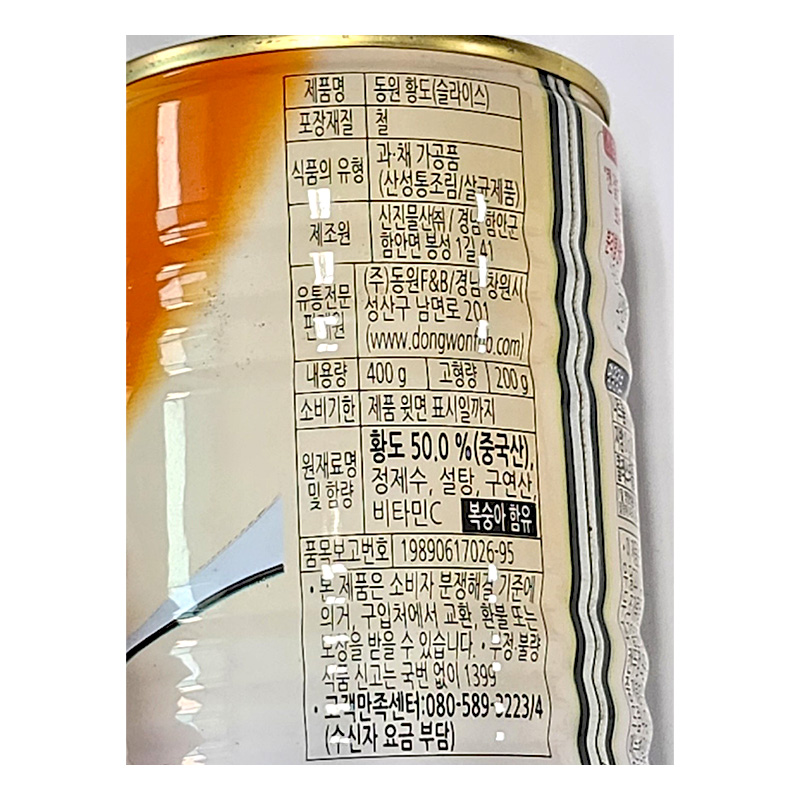 제품명 동원 황도(슬라이스)
포장재질 철
식품의 유형 과·채 가공품
(산성통조림/살균제품)
제조원 신진물산㈜/경남 함안군
함안면 봉성 1길 41
유통전문 (주)동원F&B/경남 창원시
판매원 성산구 남면로 201
(www.dongwonf&b.com)
내용량 400 g 고형량 200 g
소비기한 제품 윗면 표시일까지
원재료명 황도 50.0 %(중국산),
및 함량 정제수, 설탕, 구연산,
비타민C 복숭아 함유
품목보고번호 19890617026-95
• 본 제품은 소비자 분쟁해결 기준에
의거, 구입처에서 교환, 환불 또는
보상을 받을 수 있습니다. • 부정·불량
식품 신고는 국번 없이 1399
• 고객만족센터:080-589-3223/4
(수신자 요금 부담)